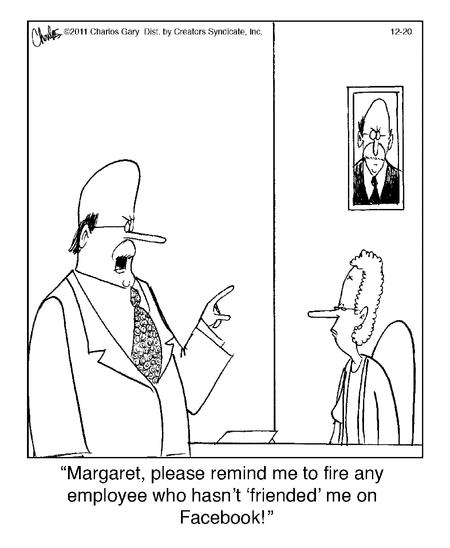 Charles ©2011 Charlos Gary Dist. by Creators Syndicate, Inc. 12-20
“Margaret, please remind me to fire any
employee who hasn’t ‘friended’ me on
Facebook!”